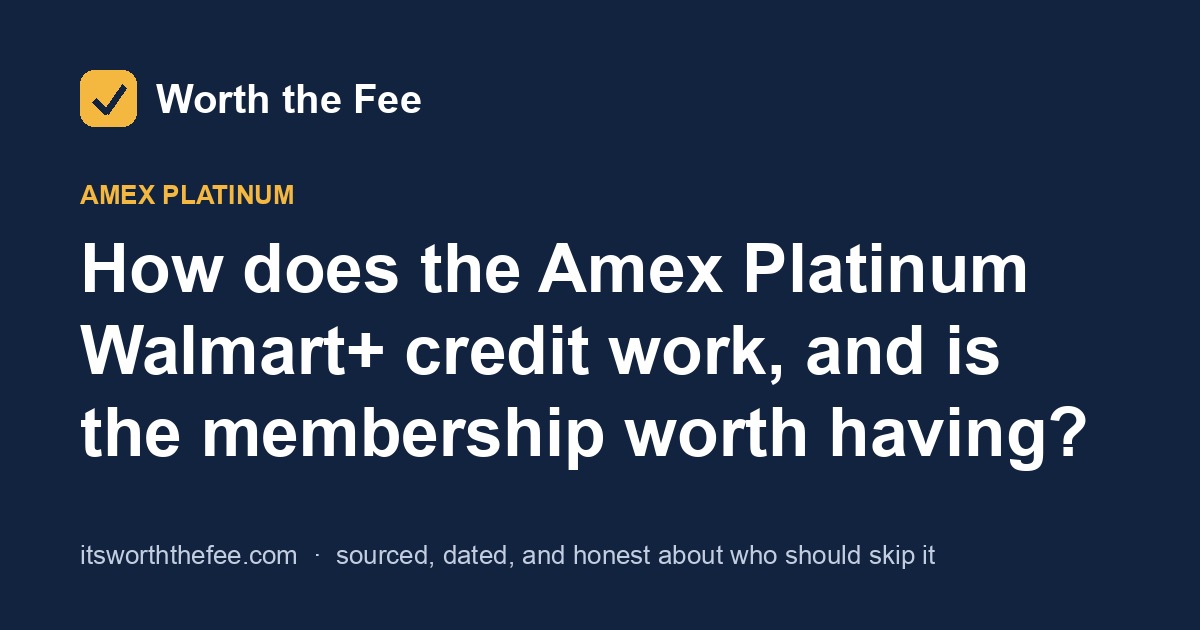 Worth the Fee
AMEX PLATINUM
How does the Amex Platinum
Walmart+ credit work, and is
the membership worth having?
itsworththefee.com · sourced, dated, and honest about who should skip it